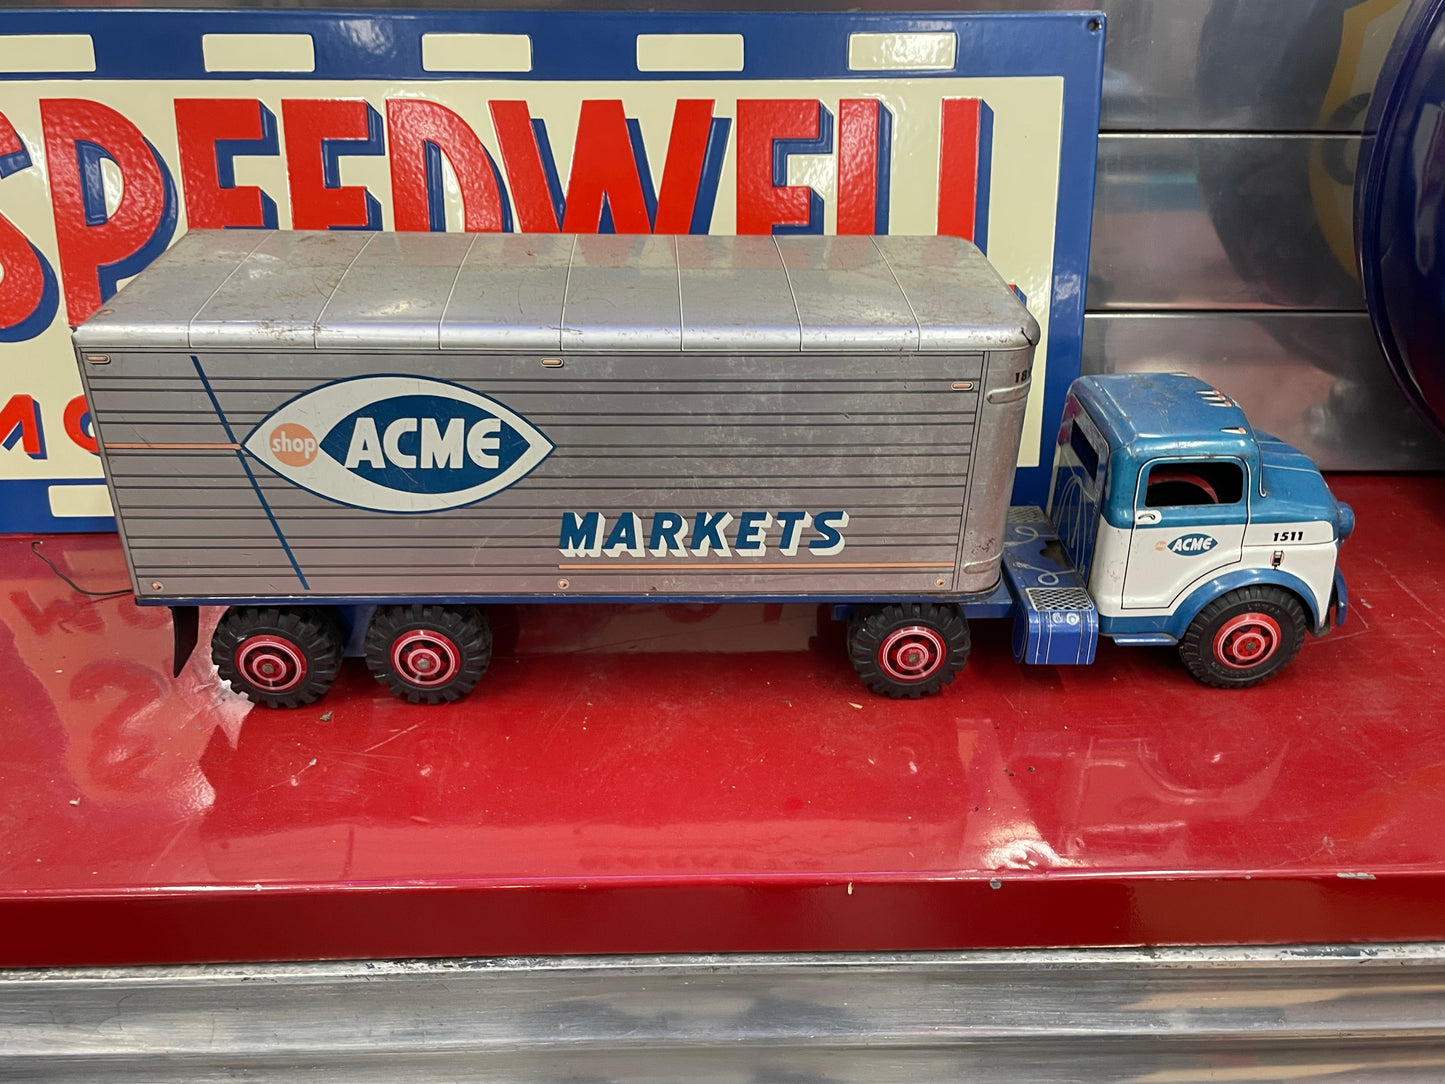 SPEEDWELL
shop ACME
MARKETS
ACME
1511